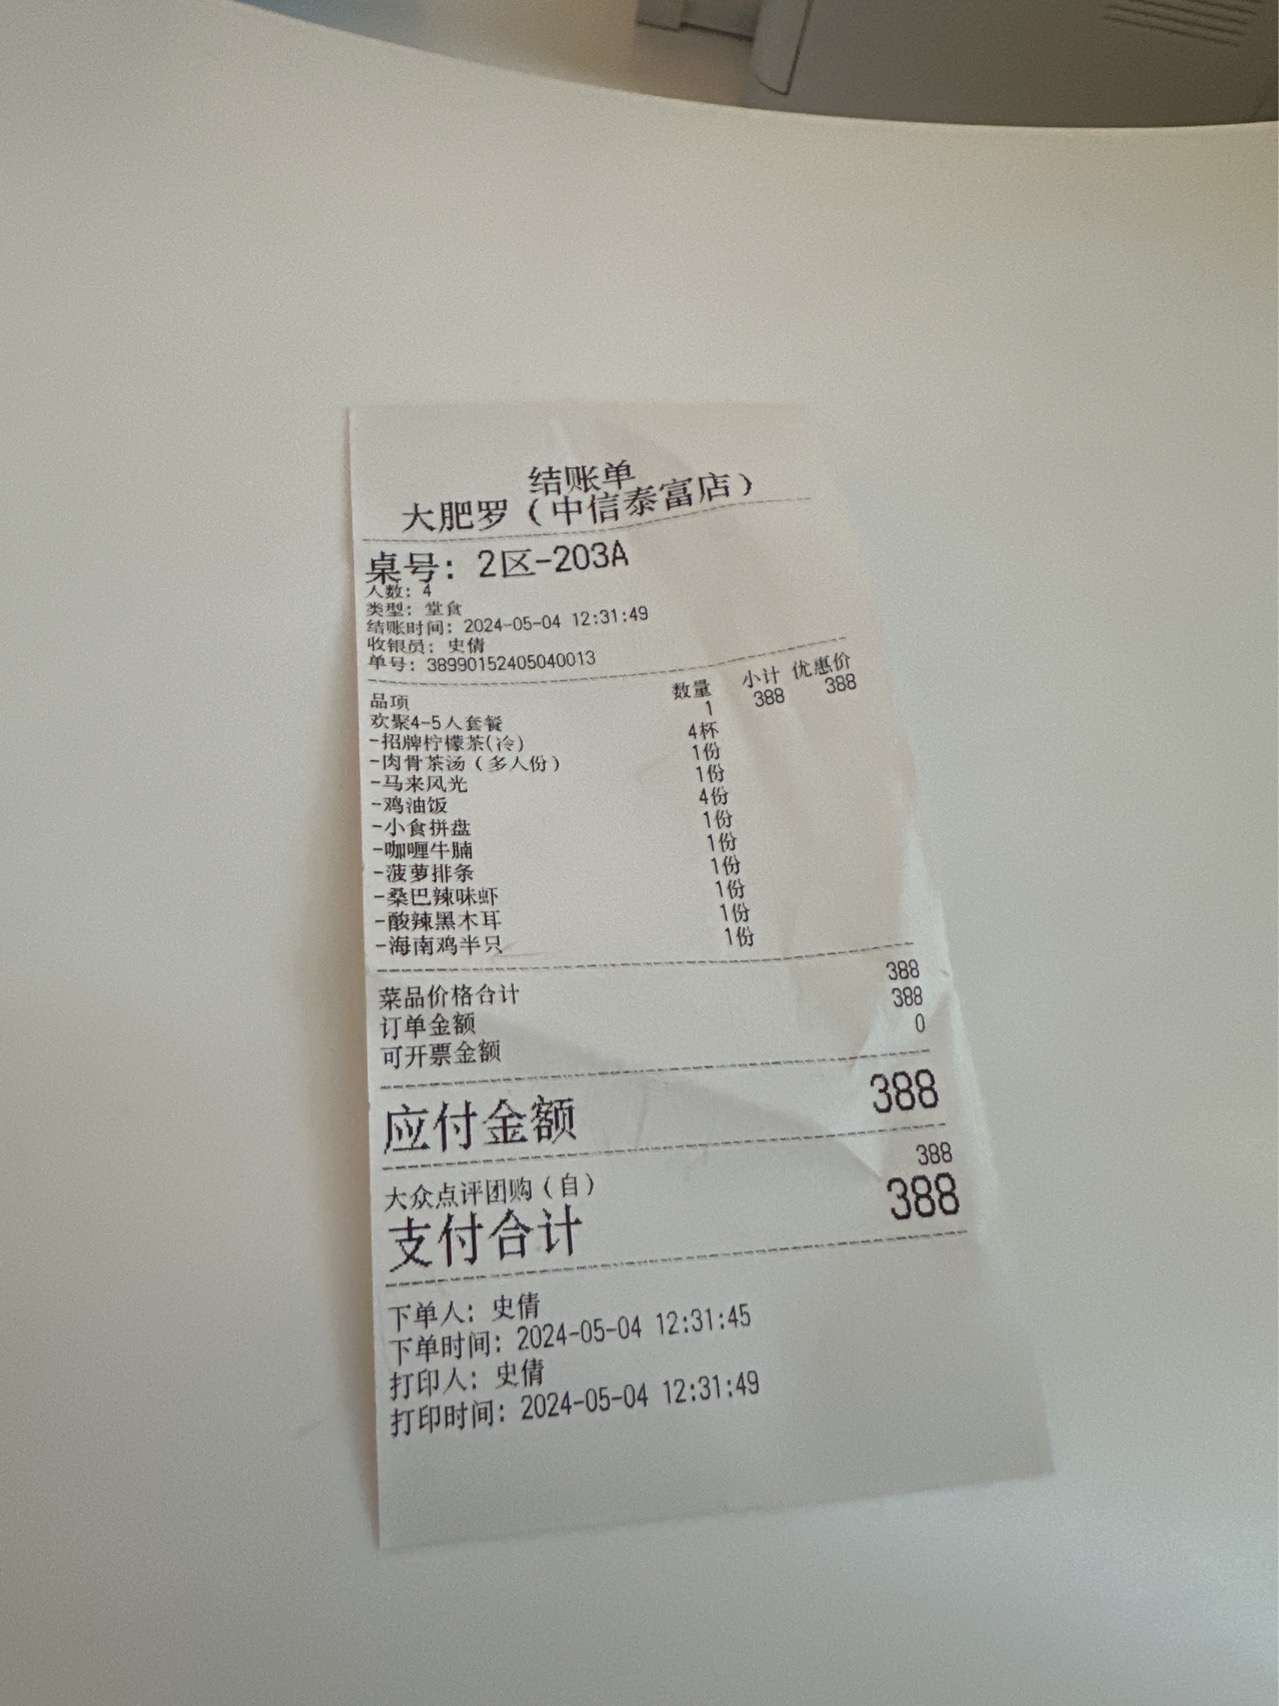 结账单
大肥罗（中信泰富店）
桌号：2区-203A
人数：4
类型：堂食
结账时间：2024-05-04 12:31:49
收银员：史倩
单号：38990152405040013
品项 数量 小计 优惠价
欢聚4-5人套餐 1 388 388
-招牌柠檬茶(冷) 4杯
-肉骨茶汤（多人份） 1份
-马来风光 1份
-鸡油饭 4份
-小食拼盘 1份
-咖喱牛腩 1份
-菠萝排条 1份
-桑巴辣味虾 1份
-酸辣黑木耳 1份
-海南鸡半只 1份
菜品价格合计 388
订单金额 388
可开票金额 0
应付金额 388
大众点评团购（自） 388
支付合计 388
下单人：史倩
下单时间：2024-05-04 12:31:45
打印人：史倩
打印时间：2024-05-04 12:31:49